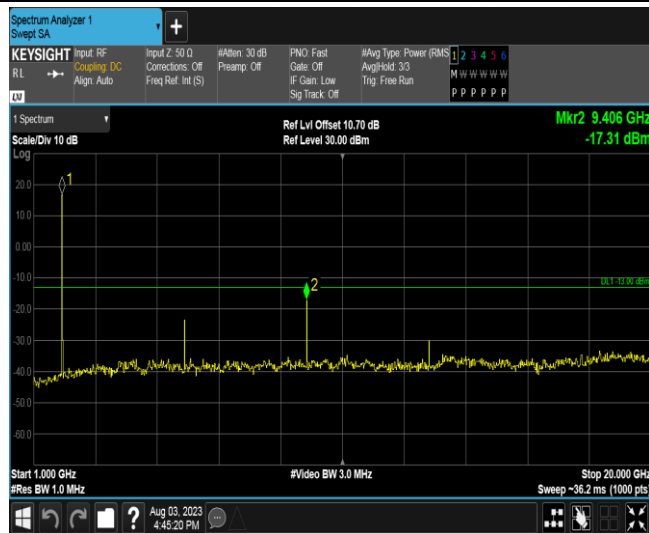 Spectrum Analyzer 1
Swept SA
+
KEYSIGHT
RL
LXI
Input: RF
Coupling: DC
Align: Auto
Input Z: 50 Ω
Corrections: Off
Freq Ref: Int (S)
#Atten: 30 dB
Preamp: Off
PNO: Fast
Gate: Off
IF Gain: Low
Sig Track: Off
#Avg Type: Power (RMS
Avg|Hold: 3/3
Trig: Free Run
1 2 3 4 5 6
M W W W W W
P P P P P P
1 Spectrum
Scale/Div 10 dB
Ref Lvl Offset 10.70 dB
Ref Level 30.00 dBm
Mkr2 9.406 GHz
-17.31 dBm
Log
1
20.0
10.0
0.00
-10.0
2
DL1 -13.00 dBm
-20.0
-30.0
-40.0
-50.0
-60.0
Start 1.000 GHz
#Res BW 1.0 MHz
#Video BW 3.0 MHz
Stop 20.000 GHz
Sweep ~36.2 ms (1000 pts)
?
Aug 03, 2023
4:45:20 PM